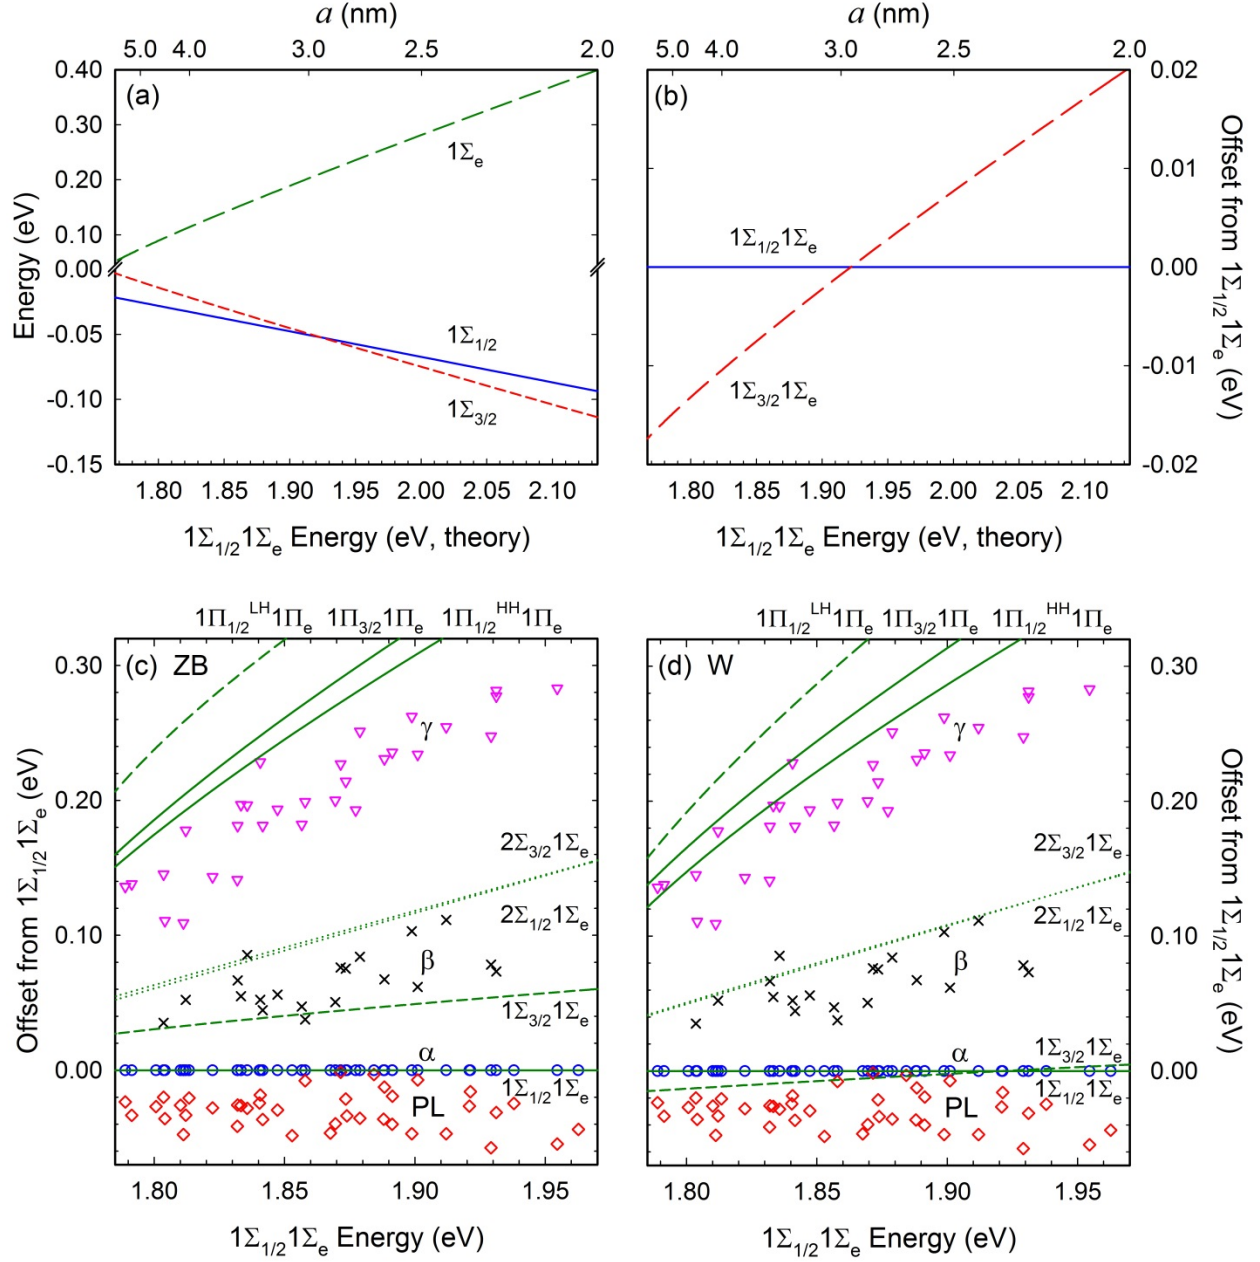 a (nm)
5.0 4.0 3.0 2.5 2.0
(a)
0.40
0.30
0.20
0.10
0.00
-0.05
-0.10
-0.15
Energy (eV)
1Σe
1Σ1/2
1Σ3/2
1.80 1.85 1.90 1.95 2.00 2.05 2.10
1Σ1/21Σe Energy (eV, theory)
a (nm)
5.0 4.0 3.0 2.5 2.0
(b)
0.02
0.01
0.00
-0.01
-0.02
Offset from 1Σ1/21Σe (eV)
1Σ1/21Σe
1Σ3/21Σe
1.80 1.85 1.90 1.95 2.00 2.05 2.10
1Σ1/21Σe Energy (eV, theory)
1Π1/2LH1Πe 1Π3/21Πe 1Π1/2HH1Πe
(c) ZB
0.30
0.20
0.10
0.00
Offset from 1Σ1/21Σe (eV)
γ
2Σ3/21Σe
2Σ1/21Σe
β
1Σ3/21Σe
α
1Σ1/21Σe
PL
1.80 1.85 1.90 1.95
1Σ1/21Σe Energy (eV)
1Π1/2LH1Πe 1Π3/21Πe 1Π1/2HH1Πe
(d) W
0.30
0.20
0.10
0.00
Offset from 1Σ1/21Σe (eV)
γ
2Σ3/21Σe
2Σ1/21Σe
β
1Σ3/21Σe
α
1Σ1/21Σe
PL
1.80 1.85 1.90 1.95
1Σ1/21Σe Energy (eV)